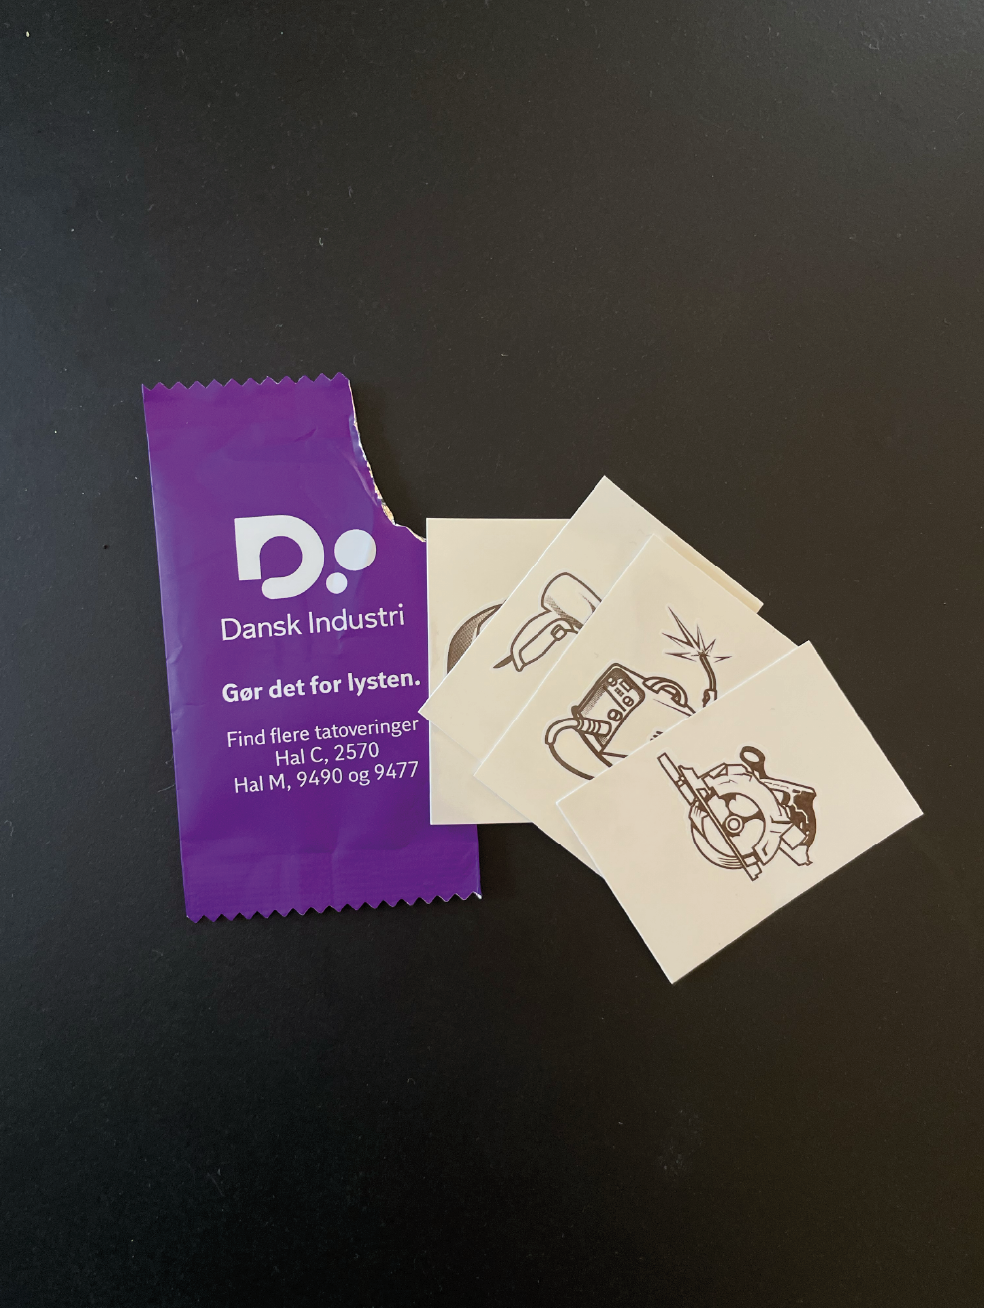 Dansk Industri
Gør det for lysten.
Find flere tatoveringer
Hal C, 2570
Hal M, 9490 og 9477